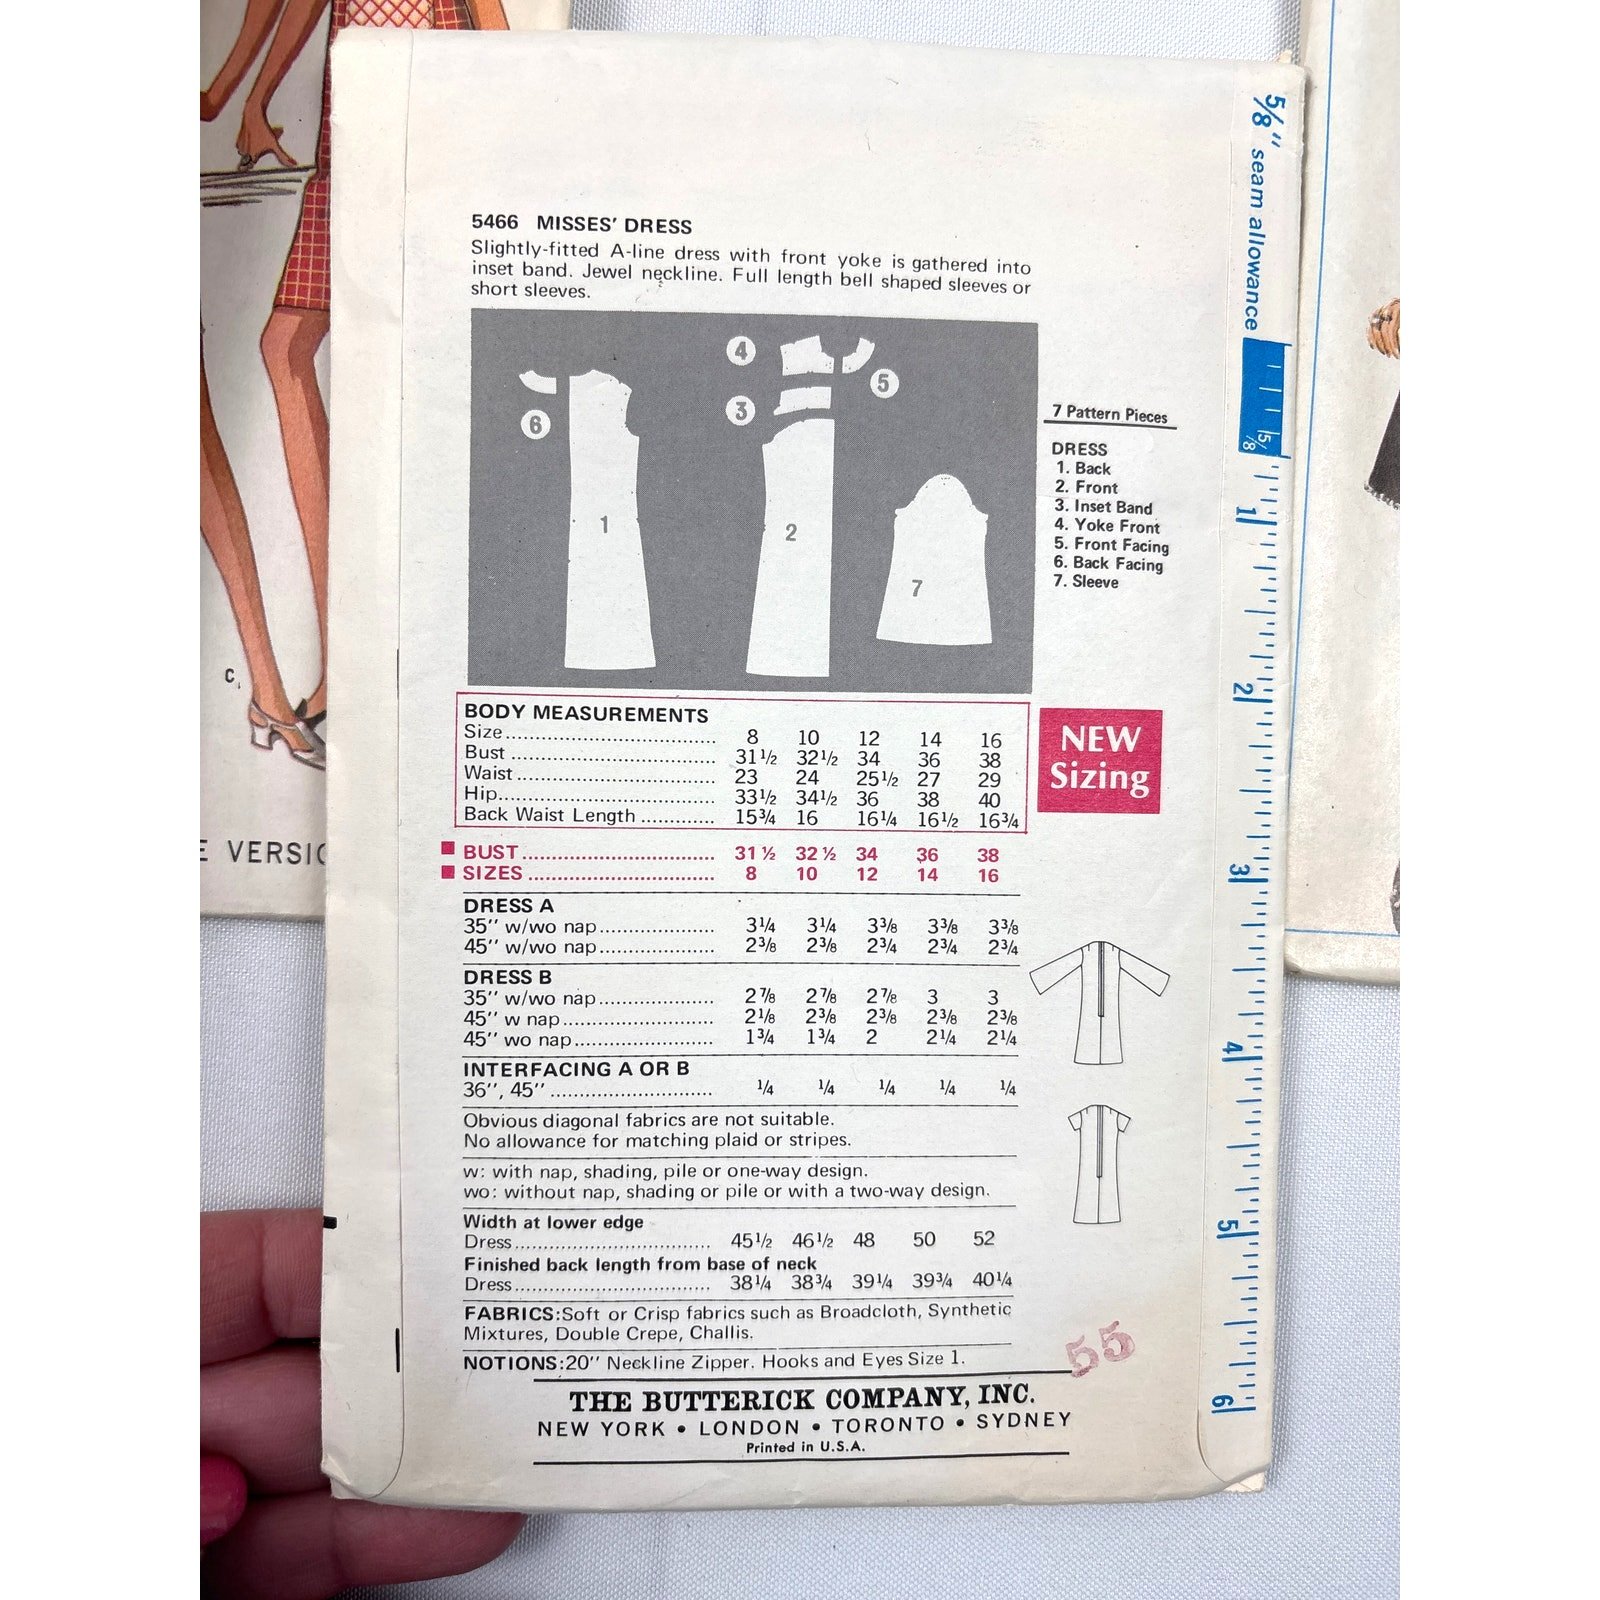 5466 MISSES' DRESS
Slightly-fitted A-line dress with front yoke is gathered into
inset band. Jewel neckline. Full length bell shaped sleeves or
short sleeves.
4
5
3
6
1
2
7
7 Pattern Pieces
DRESS
1. Back
2. Front
3. Inset Band
4. Yoke Front
5. Front Facing
6. Back Facing
7. Sleeve
BODY MEASUREMENTS
Size 8 10 12 14 16
Bust 31½ 32½ 34 36 38
Waist 23 24 25½ 27 29
Hip 33½ 34½ 36 38 40
Back Waist Length 15¾ 16 16¼ 16½ 16¾
NEW
Sizing
BUST 31 ½ 32 ½ 34 36 38
SIZES 8 10 12 14 16
DRESS A
35" w/wo nap 3¼ 3¼ 3⅜ 3⅜ 3⅜
45" w/wo nap 2⅜ 2⅜ 2¾ 2¾ 2¾
DRESS B
35" w/wo nap 2⅞ 2⅞ 2⅞ 3 3
45" w nap 2⅛ 2⅜ 2⅜ 2⅜ 2⅜
45" wo nap 1¾ 1¾ 2 2¼ 2¼
INTERFACING A OR B
36", 45" ¼ ¼ ¼ ¼ ¼
Obvious diagonal fabrics are not suitable.
No allowance for matching plaid or stripes.
w: with nap, shading, pile or one-way design.
wo: without nap, shading or pile or with a two-way design.
Width at lower edge
Dress 45½ 46½ 48 50 52
Finished back length from base of neck
Dress 38¼ 38¾ 39¼ 39¾ 40¼
FABRICS:Soft or Crisp fabrics such as Broadcloth, Synthetic
Mixtures, Double Crepe, Challis.
NOTIONS:20" Neckline Zipper. Hooks and Eyes Size 1.
55
THE BUTTERICK COMPANY, INC.
NEW YORK • LONDON • TORONTO • SYDNEY
Printed in U.S.A.
5/8" seam allowance
5/8
1
2
3
4
5
6
C.
E VERSIO